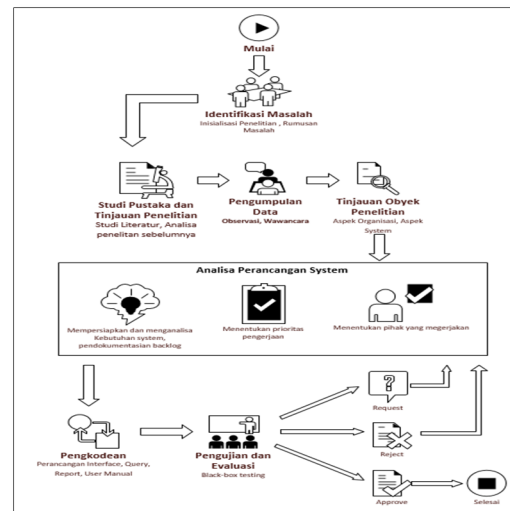 Mulai
Identifikasi Masalah
Inisialisasi Penelitian , Rumusan
Masalah
Studi Pustaka dan
Tinjauan Penelitian
Studi Literatur, Analisa
penelitan sebelumnya
Pengumpulan
Data
Observasi, Wawancara
Tinjauan Obyek
Penelitian
Aspek Organisasi, Aspek
System
Analisa Perancangan System
Mempersiapkan dan menganalisa
Kebutuhan system,
pendokumentasian backlog
Menentukan prioritas
pengerjaan
Menentukan pihak yang megerjakan
Pengkodean
Perancangan Interface, Query,
Report, User Manual
Pengujian dan
Evaluasi
Black-box testing
Request
Reject
Approve
Selesai